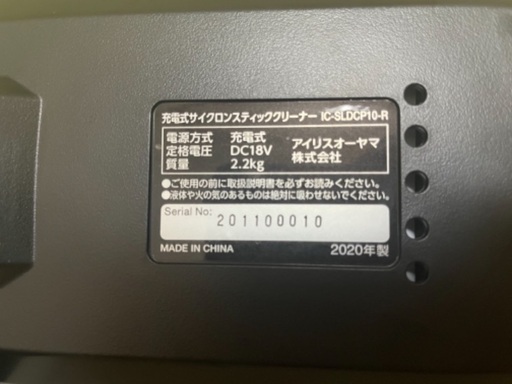 充電式サイクロンスティッククリーナー IC-SLDCP10-R
電源方式 充電式
定格電圧 DC18V
質量 2.2kg
アイリスオーヤマ
株式会社
●ご使用の前に取扱説明書を必ずお読みください。
●液体や火の気のあるものは絶対に吸わせないでください。
Serial No: 201100010
MADE IN CHINA 2020年製